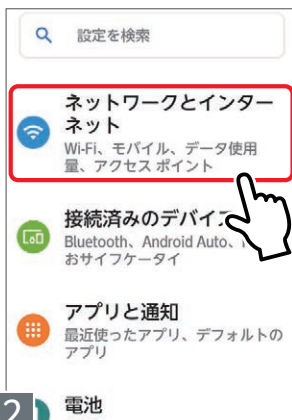 設定を検索
ネットワークとインター
ネット
Wi-Fi、モバイル、データ使用
量、アクセス ポイント
接続済みのデバイ
Bluetooth、Android Auto、
おサイフケータイ
アプリと通知
最近使ったアプリ、デフォルトの
アプリ
2
電池